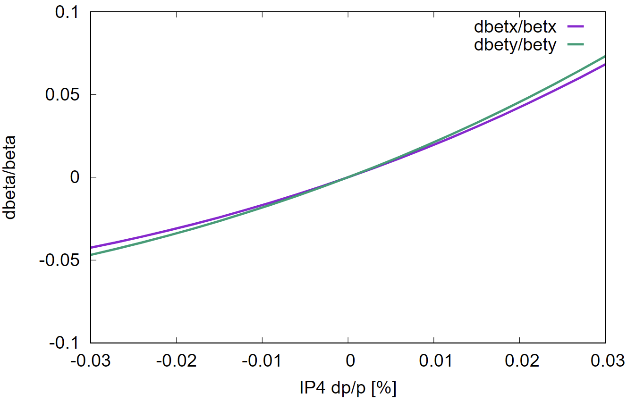 0.1
dbetx/betx
dbety/bety
0.05
dbeta/beta
0
-0.05
-0.1
-0.03 -0.02 -0.01 0 0.01 0.02 0.03
IP4 dp/p [%]